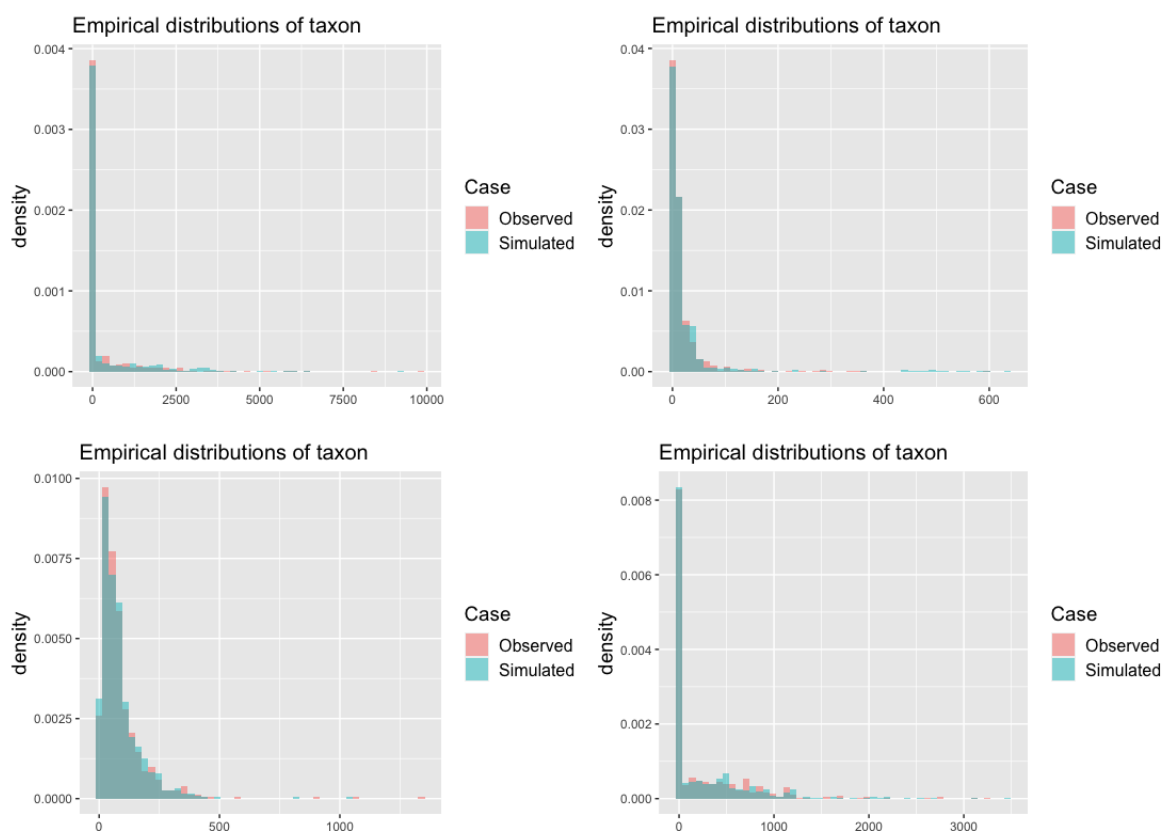 Empirical distributions of taxon
0.004
0.003
0.002
0.001
0.000
density
0
2500
5000
7500
10000
Case
Observed
Simulated
Empirical distributions of taxon
0.04
0.03
0.02
0.01
0.00
density
0
200
400
600
Case
Observed
Simulated
Empirical distributions of taxon
0.0100
0.0075
0.0050
0.0025
0.0000
density
0
500
1000
Case
Observed
Simulated
Empirical distributions of taxon
0.008
0.006
0.004
0.002
0.000
density
0
1000
2000
3000
Case
Observed
Simulated